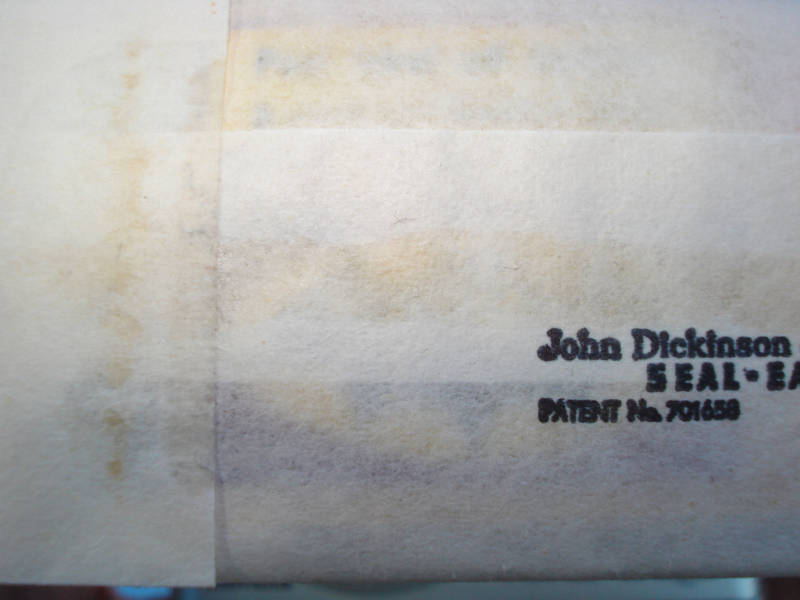 John Dickinson
SEAL-EA
PATENT No. 701658